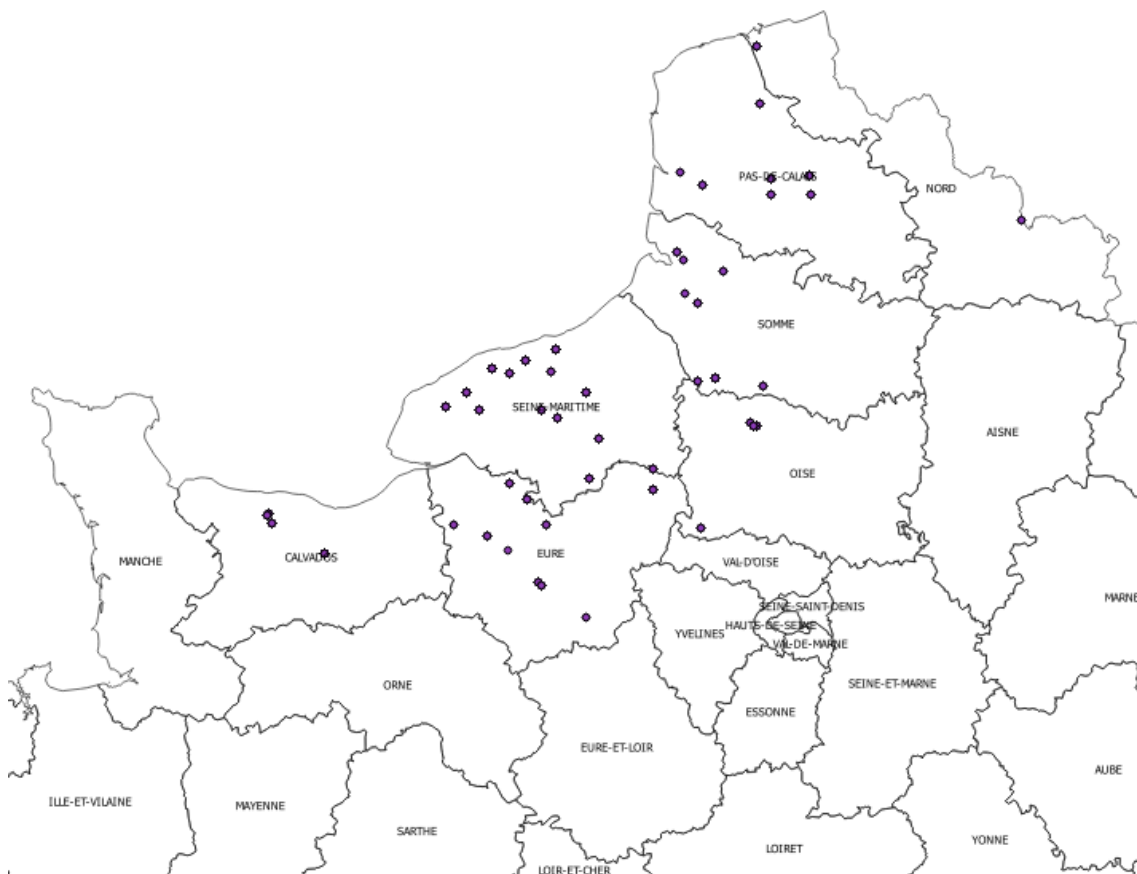 PAS-DE-CALAIS
NORD
SOMME
SEINE-MARITIME
AISNE
OISE
EURE
CALVADOS
MANCHE
VAL-D'OISE
MARNE
SEINE-SAINT-DENIS
HAUTS-DE-SEINE
YVELINES
VAL-DE-MARNE
ORNE
SEINE-ET-MARNE
ESSONNE
EURE-ET-LOIR
AUBE
ILLE-ET-VILAINE
MAYENNE
SARTHE
YONNE
LOIRET
LOIR-ET-CHER